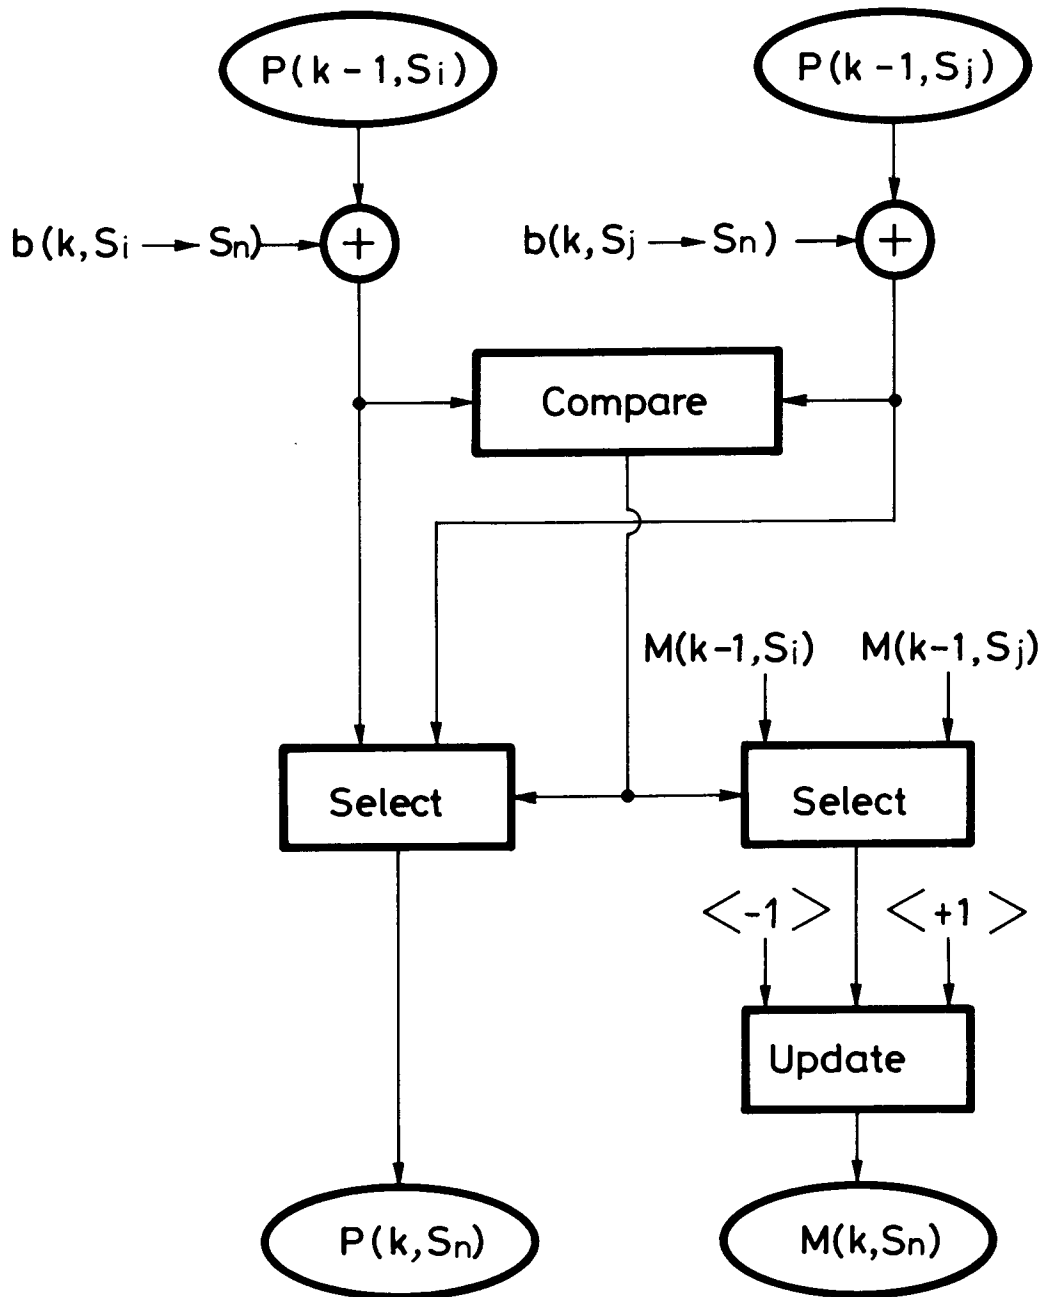 P(k-1,Si)
P(k-1,Sj)
b(k,Si → Sn)
+
b(k,Sj → Sn)
+
Compare
M(k-1,Si)
M(k-1,Sj)
Select
Select
<-1>
<+1>
Update
P(k,Sn)
M(k,Sn)